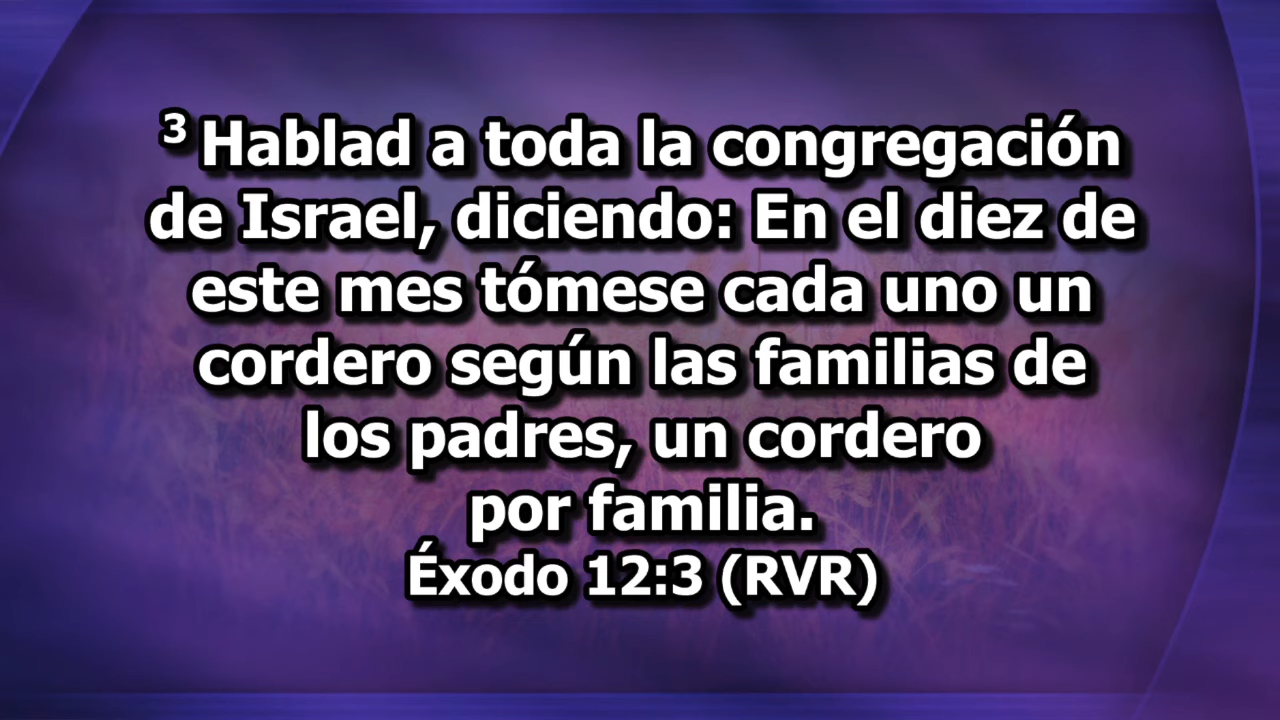 3 Hablad a toda la congregación
de Israel, diciendo: En el diez de
este mes tómese cada uno un
cordero según las familias de
los padres, un cordero
por familia.
Éxodo 12:3 (RVR)